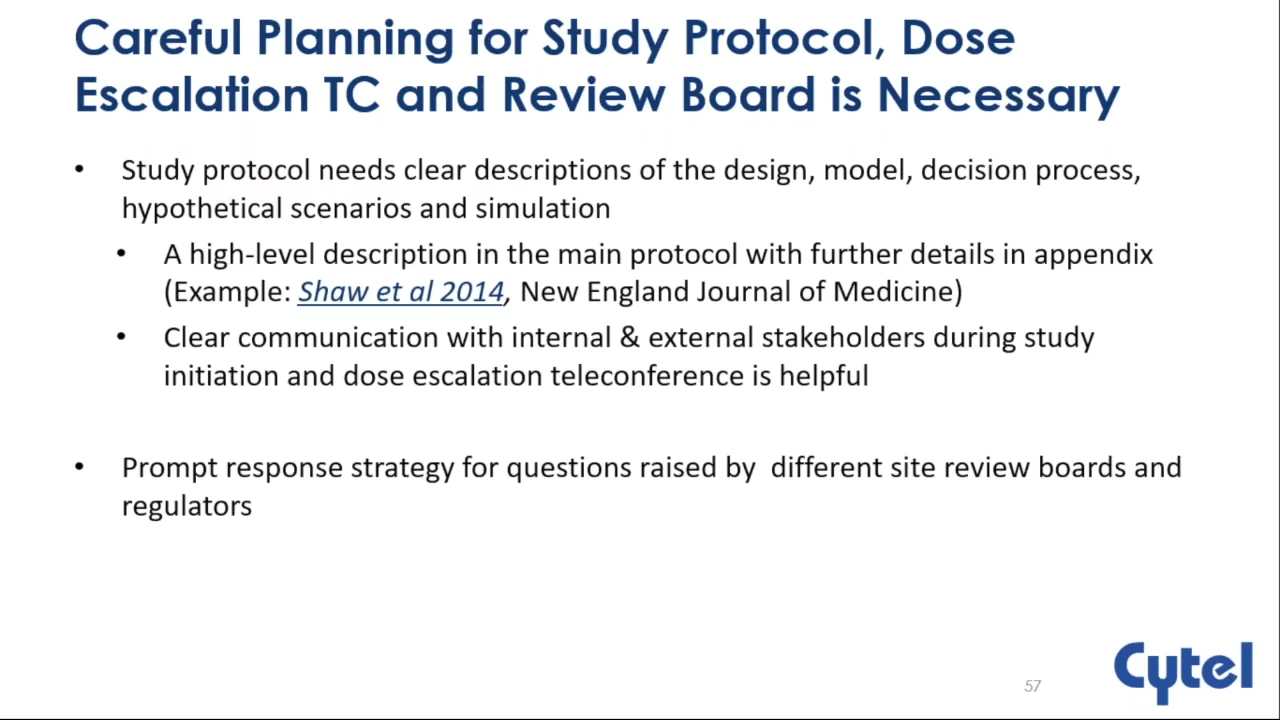 Careful Planning for Study Protocol, Dose
Escalation TC and Review Board is Necessary
• Study protocol needs clear descriptions of the design, model, decision process,
hypothetical scenarios and simulation
• A high-level description in the main protocol with further details in appendix
(Example: Shaw et al 2014, New England Journal of Medicine)
• Clear communication with internal & external stakeholders during study
initiation and dose escalation teleconference is helpful
• Prompt response strategy for questions raised by  different site review boards and
regulators
57
Cytel